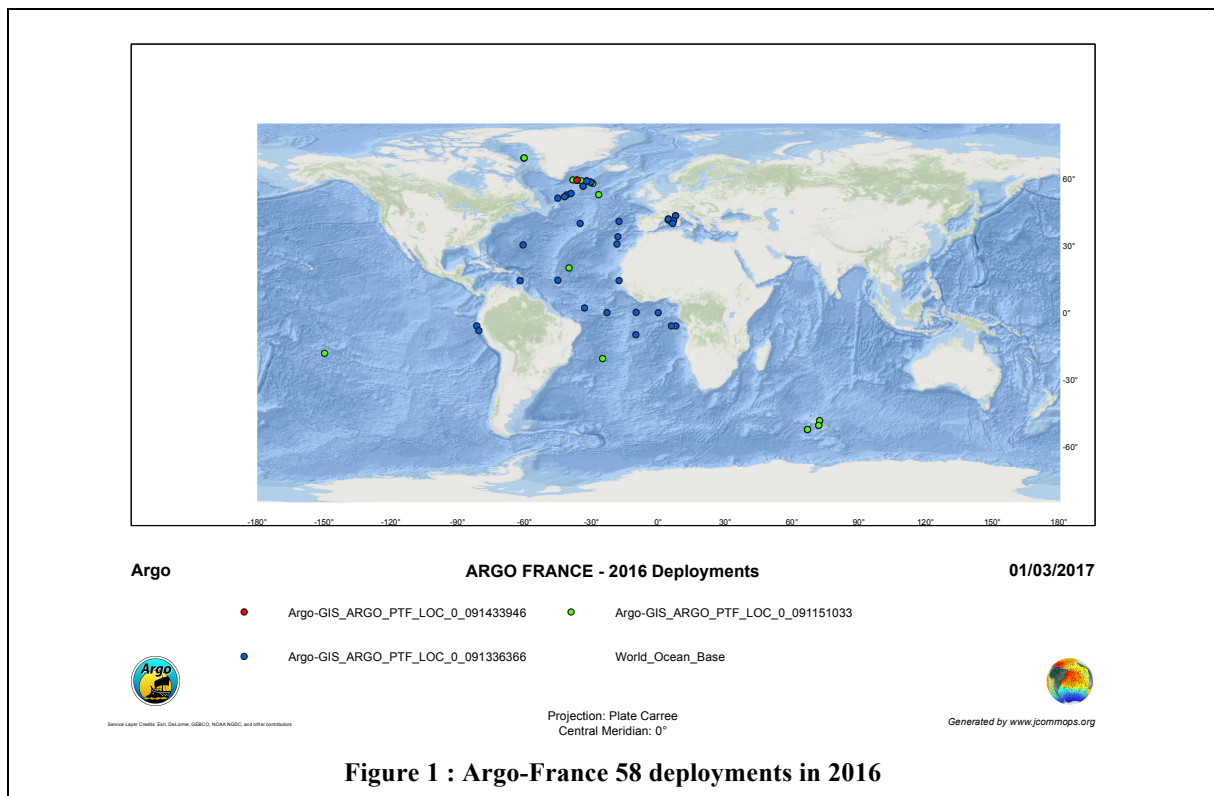 60°
30°
0°
-30°
-60°
-180° -150° -120° -90° -60° -30° 0° 30° 60° 90° 120° 150° 180°
Argo ARGO FRANCE - 2016 Deployments 01/03/2017
Argo-GIS_ARGO_PTF_LOC_0_091433946 Argo-GIS_ARGO_PTF_LOC_0_091151033
Argo-GIS_ARGO_PTF_LOC_0_091336366 World_Ocean_Base
Argo
Service Layer Credits: Esri, DeLorme, GEBCO, NOAA NGDC, and other contributors
Projection: Plate Carree
Central Meridian: 0°
Generated by www.jcommops.org
Figure 1 : Argo-France 58 deployments in 2016